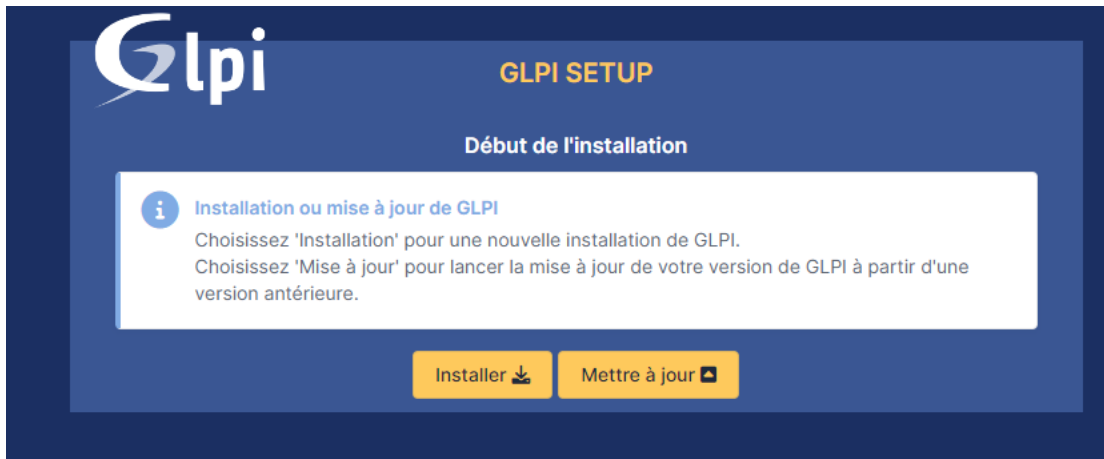 Glpi
GLPI SETUP
Début de l'installation
Installation ou mise à jour de GLPI
Choisissez 'Installation' pour une nouvelle installation de GLPI.
Choisissez 'Mise à jour' pour lancer la mise à jour de votre version de GLPI à partir d'une
version antérieure.
Installer
Mettre à jour